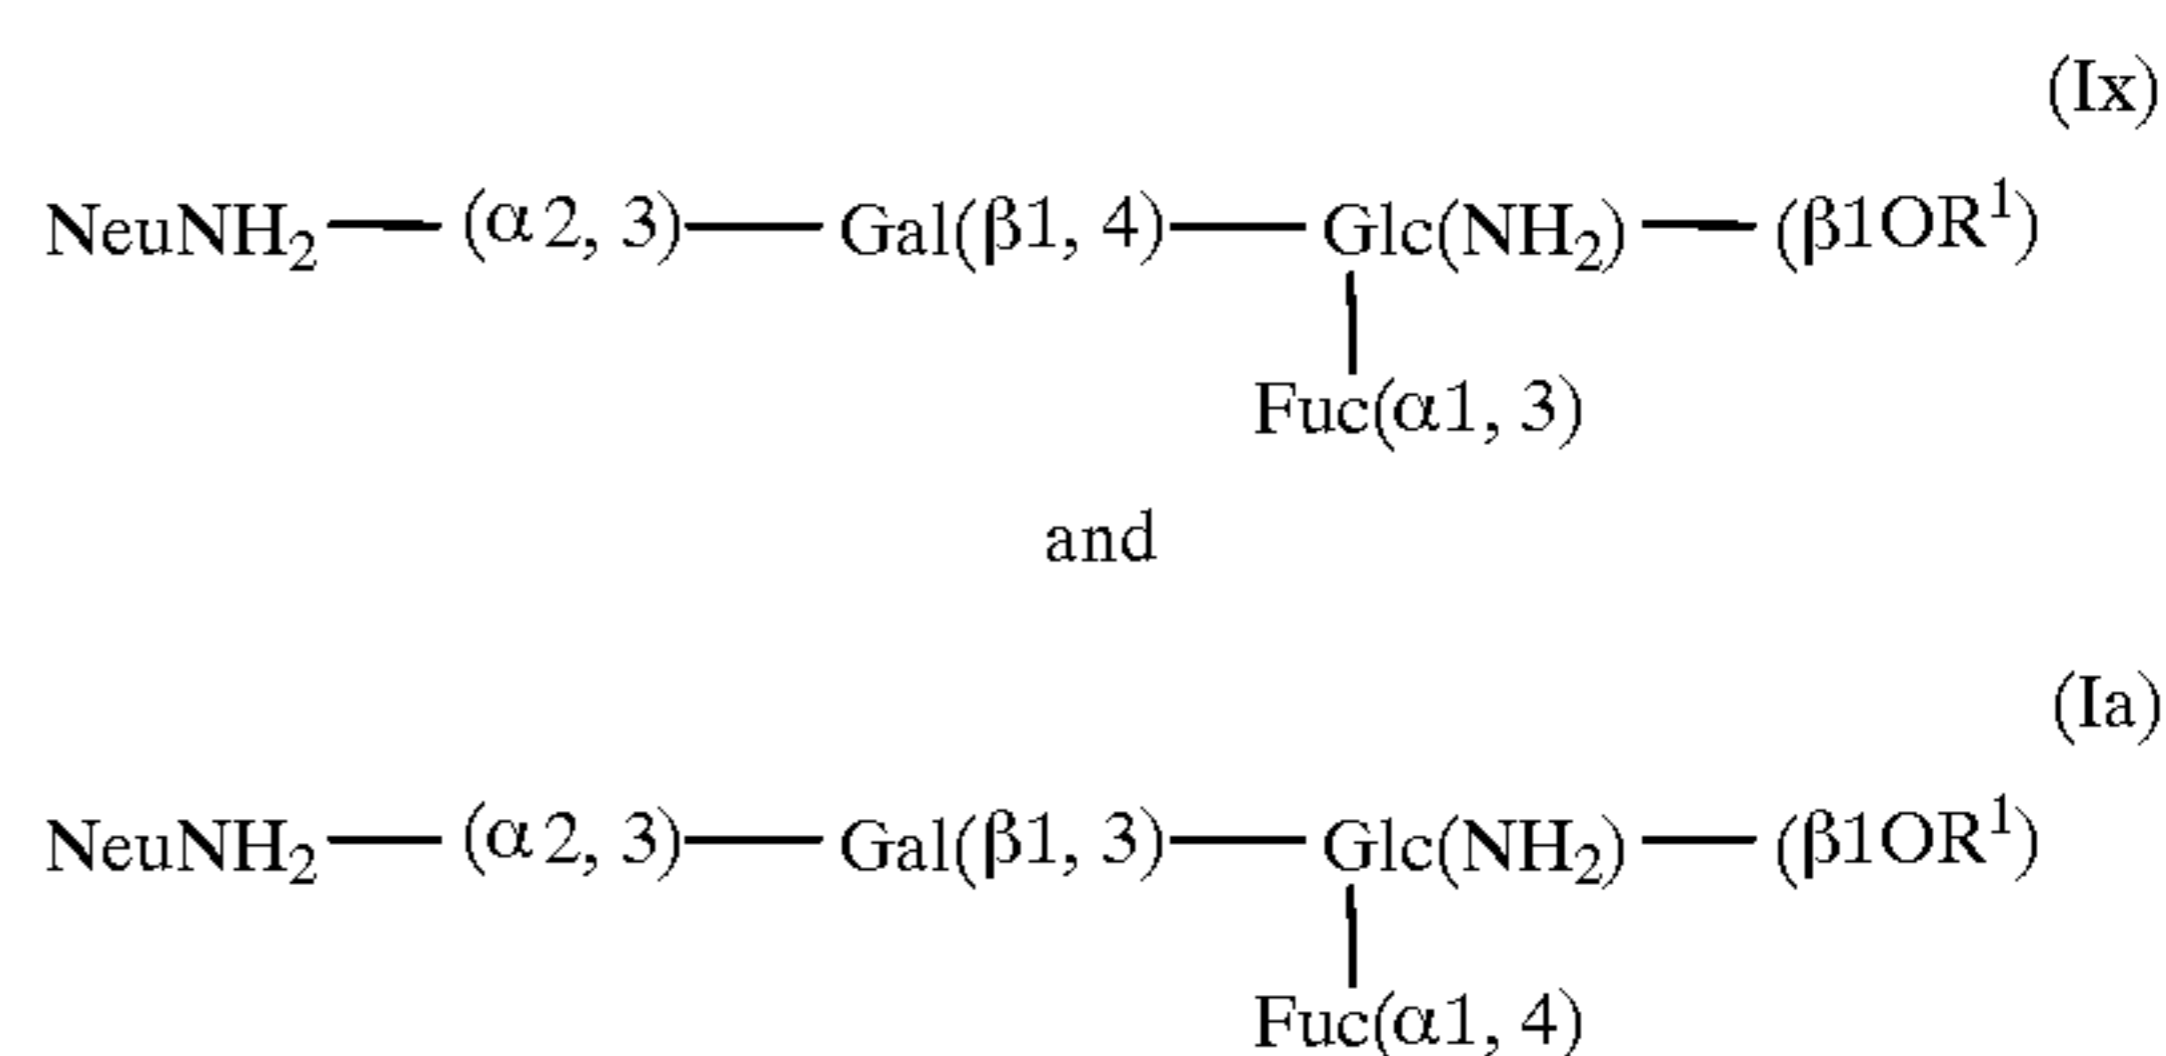 (Ix)
NeuNH₂—(α2, 3)—Gal(β1, 4)—Glc(NH₂)—(β1OR¹)
Fuc(α1, 3)
and
(Ia)
NeuNH₂—(α2, 3)—Gal(β1, 3)—Glc(NH₂)—(β1OR¹)
Fuc(α1, 4)